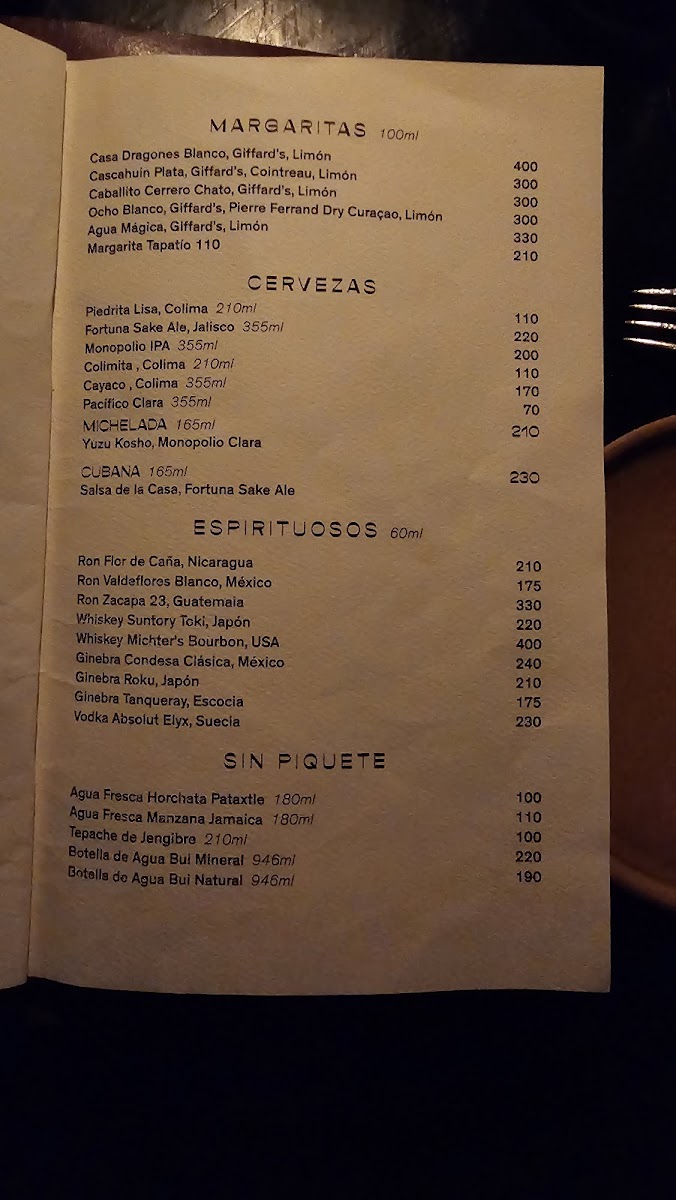 MARGARITAS 100ml
Casa Dragones Blanco, Giffard's, Limón 400
Cascahuin Plata, Giffard's, Cointreau, Limón 300
Caballito Cerrero Chato, Giffard's, Limón 300
Ocho Blanco, Giffard's, Pierre Ferrand Dry Curaçao, Limón 300
Agua Mágica, Giffard's, Limón 330
Margarita Tapatío 110 210
CERVEZAS
Piedrita Lisa, Colima 210ml 110
Fortuna Sake Ale, Jalisco 355ml 220
Monopolio IPA 355ml 200
Colimita , Colima 210ml 110
Cayaco , Colima 355ml 170
Pacífico Clara 355ml 70
MICHELADA 165ml 210
Yuzu Kosho, Monopolio Clara
CUBANA 165ml 230
Salsa de la Casa, Fortuna Sake Ale
ESPIRITUOSOS 60ml
Ron Flor de Caña, Nicaragua 210
Ron Valdeflores Blanco, México 175
Ron Zacapa 23, Guatemala 330
Whiskey Suntory Toki, Japón 220
Whiskey Michter's Bourbon, USA 400
Ginebra Condesa Clásica, México 240
Ginebra Roku, Japón 210
Ginebra Tanqueray, Escocia 175
Vodka Absolut Elyx, Suecia 230
SIN PIQUETE
Agua Fresca Horchata Pataxtle 180ml 100
Agua Fresca Manzana Jamaica 180ml 110
Tepache de Jengibre 210ml 100
Botella de Agua Bui Mineral 946ml 220
Botella de Agua Bui Natural 946ml 190